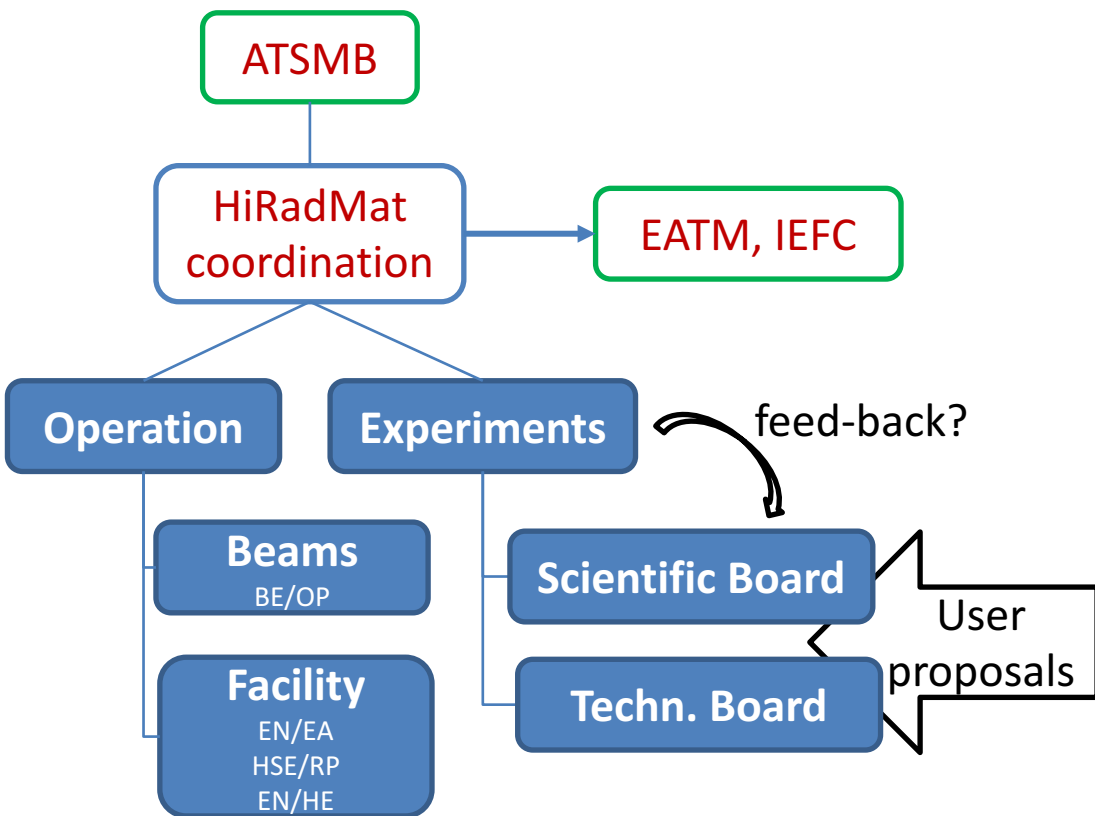 ATSMB
HiRadMat
coordination
EATM, IEFC
Operation
Experiments
feed-back?
Beams
BE/OP
Scientific Board
User
proposals
Facility
EN/EA
HSE/RP
EN/HE
Techn. Board